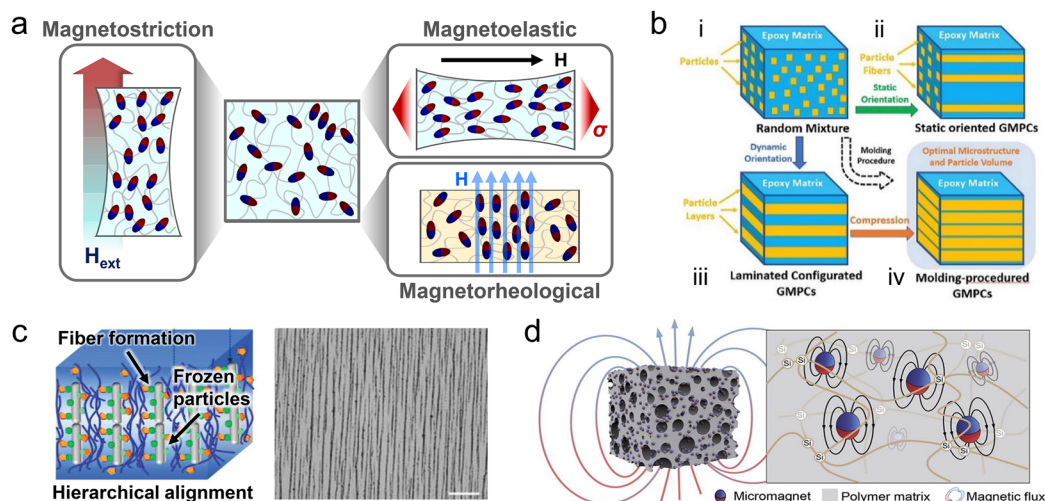 a
Magnetostriction
Hext
Magnetoelastic
H
σ
H
Magnetorheological
b
i
Epoxy Matrix
Particles
Random Mixture
ii
Epoxy Matrix
Particle
Fibers
Static
Orientation
Static oriented GMPCs
Dynamic
Orientation
Molding
Procedure
Optimal Microstructure
and Particle Volume
Epoxy Matrix
Particle
Layers
Compression
Epoxy Matrix
iii
Laminated Configurated
GMPCs
iv
Molding-procedured
GMPCs
c
Fiber formation
Frozen
particles
Hierarchical alignment
d
Si
Si
Si
Si
Si
Si
Si
Si
Si
Micromagnet
Polymer matrix
Magnetic flux